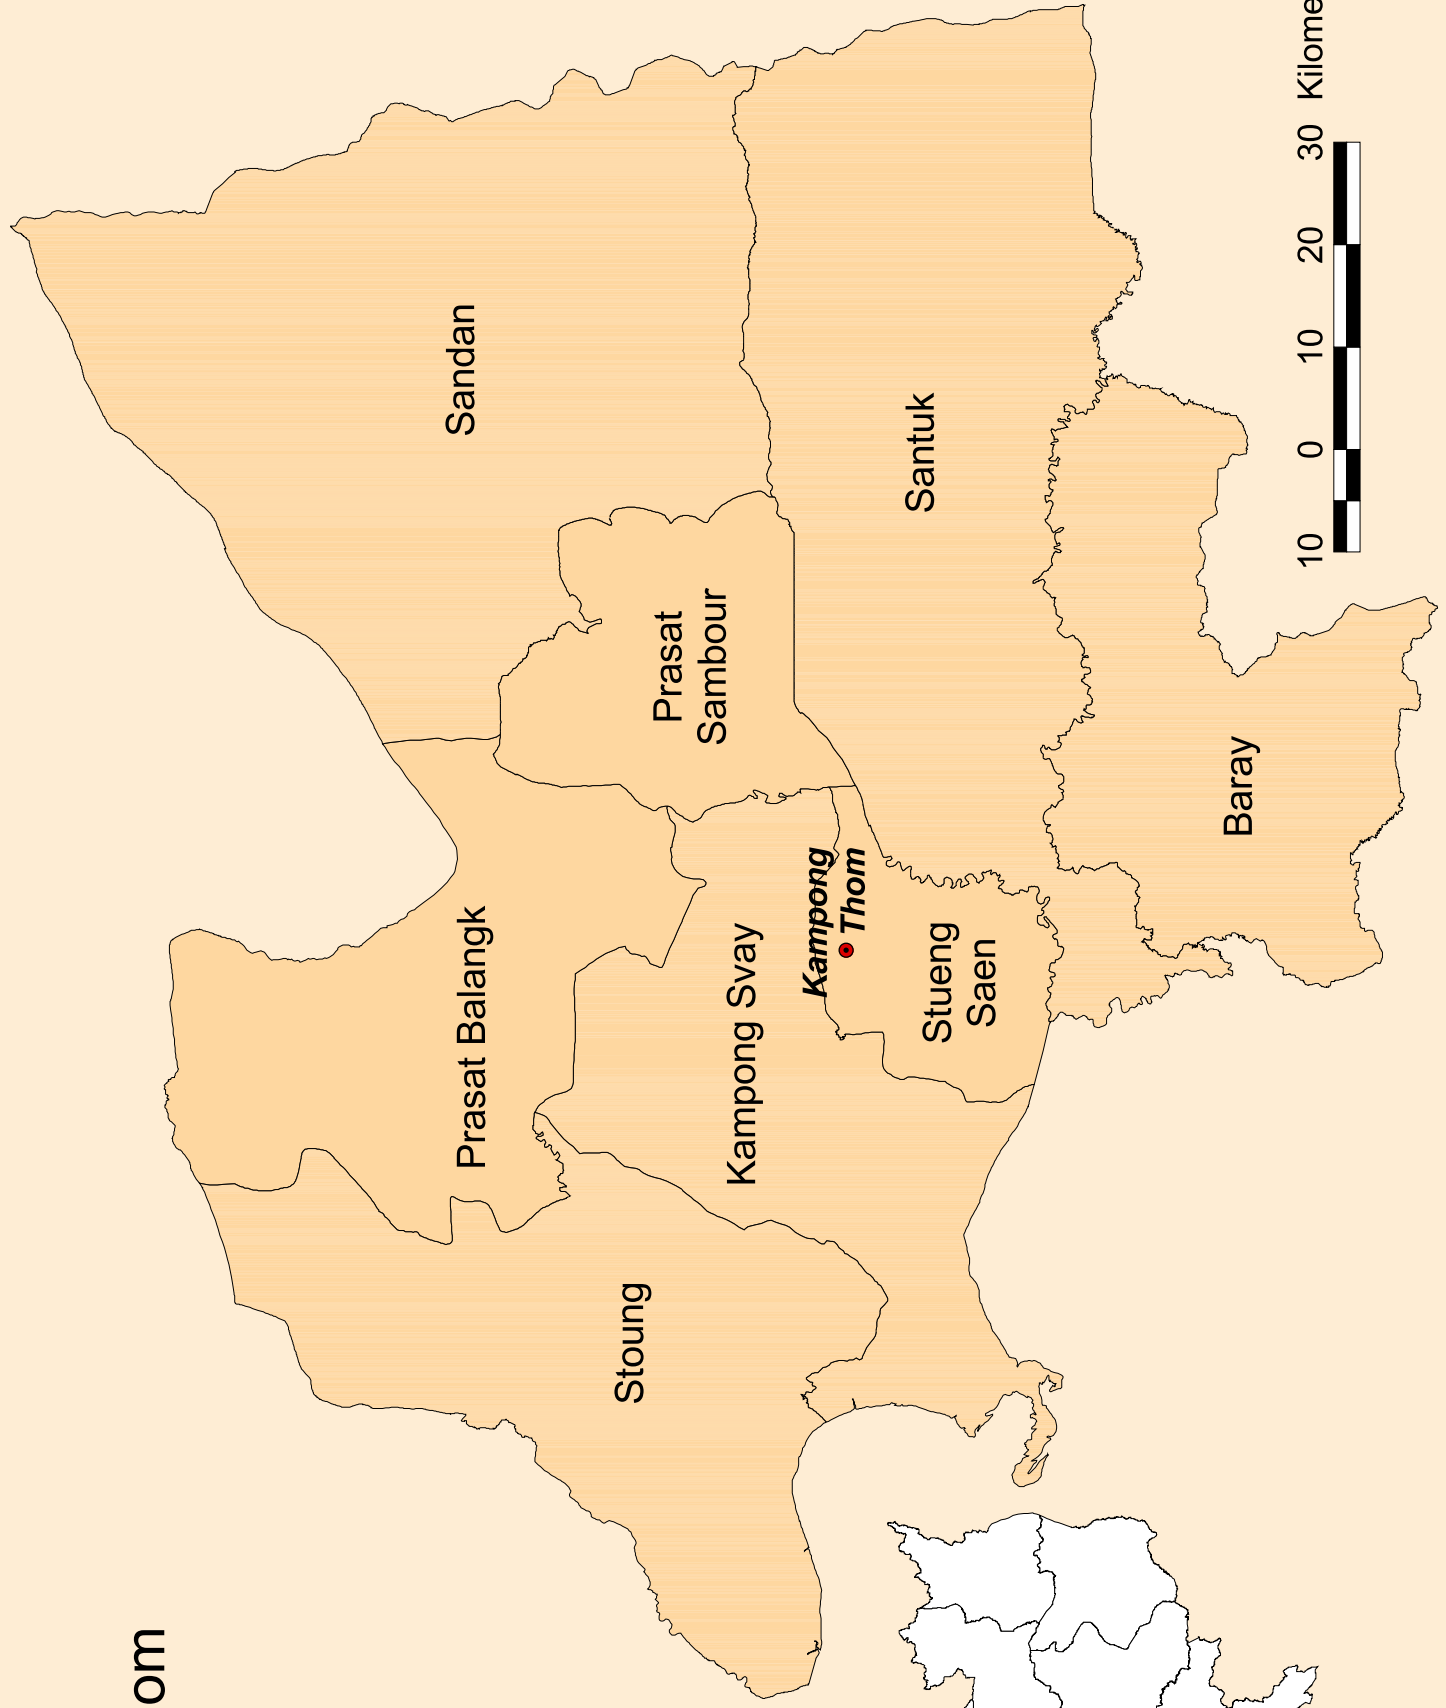 om
Sandan
Prasat Balangk
Stoung
Prasat
Sambour
Kampong Svay
Kampong
Thom
Santuk
Stueng
Saen
Baray
10 0 10 20 30 Kilome